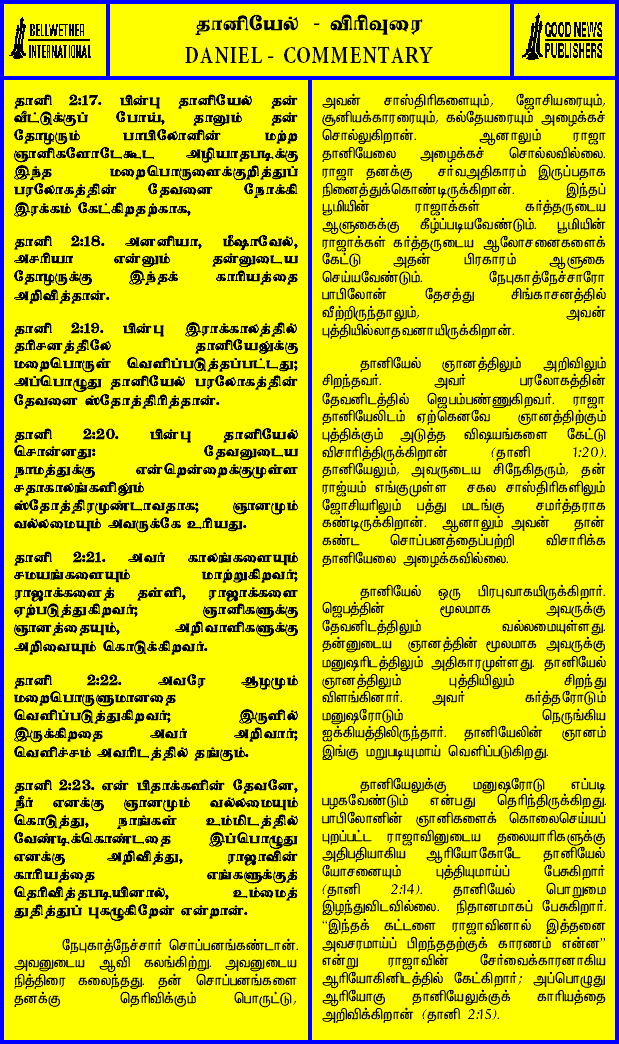 BELLWETHER
INTERNATIONAL
தானியேல் - விரிவுரை
DANIEL - COMMENTARY
GOOD NEWS
PUBLISHERS
தானி 2:17. பின்பு தானியேல் தன்
வீட்டுக்குப் போய், தானும் தன்
தோழரும் பாபிலோனின் மற்ற
ஞானிகளோடேகூட அழியாதபடிக்கு
இந்த மறைபொருளைக்குறித்துப்
பரலோகத்தின் தேவனை நோக்கி
இரக்கம் கேட்கிறதற்காக,
தானி 2:18. அனனியா, மீஷாவேல்,
அசரியா என்னும் தன்னுடைய
தோழருக்கு இந்தக் காரியத்தை
அறிவித்தான்.
தானி 2:19. பின்பு இராக்காலத்தில்
தரிசனத்திலே தானியேலுக்கு
மறைபொருள் வெளிப்படுத்தப்பட்டது;
அப்பொழுது தானியேல் பரலோகத்தின்
தேவனை ஸ்தோத்திரித்தான்.
தானி 2:20. பின்பு தானியேல்
சொன்னது: தேவனுடைய
நாமத்துக்கு என்றென்றைக்குமுள்ள
சதாகாலங்களிலும்
ஸ்தோத்திரமுண்டாவதாக; ஞானமும்
வல்லமையும் அவருக்கே உரியது.
தானி 2:21. அவர் காலங்களையும்
சமயங்களையும் மாற்றுகிறவர்;
ராஜாக்களைத் தள்ளி, ராஜாக்களை
ஏற்படுத்துகிறவர்; ஞானிகளுக்கு
ஞானத்தையும், அறிவாளிகளுக்கு
அறிவையும் கொடுக்கிறவர்.
தானி 2:22. அவரே ஆழமும்
மறைபொருளுமானதை
வெளிப்படுத்துகிறவர்; இருளில்
இருக்கிறதை அவர் அறிவார்;
வெளிச்சம் அவரிடத்தில் தங்கும்.
தானி 2:23. என் பிதாக்களின் தேவனே,
நீர் எனக்கு ஞானமும் வல்லமையும்
கொடுத்து, நாங்கள் உம்மிடத்தில்
வேண்டிக்கொண்டதை இப்பொழுது
எனக்கு அறிவித்து, ராஜாவின்
காரியத்தை எங்களுக்குத்
தெரிவித்தபடியினால், உம்மைத்
துதித்துப் புகழுகிறேன் என்றான்.
நேபுகாத்நேச்சார் சொப்பனங்கண்டான்.
அவனுடைய ஆவி கலங்கிற்று. அவனுடைய
நித்திரை கலைந்தது. தன் சொப்பனங்களை
தனக்கு தெரிவிக்கும் பொருட்டு,
அவன் சாஸ்திரிகளையும், ஜோசியரையும்,
சூனியக்காரரையும், கல்தேயரையும் அழைக்கச்
சொல்லுகிறான். ஆனாலும் ராஜா
தானியேலை அழைக்கச் சொல்லவில்லை.
ராஜா தனக்கு சர்வஅதிகாரம் இருப்பதாக
நினைத்துக்கொண்டிருக்கிறான். இந்தப்
பூமியின் ராஜாக்கள் கர்த்தருடைய
ஆளுகைக்கு கீழ்ப்படியவேண்டும். பூமியின்
ராஜாக்கள் கர்த்தருடைய ஆலோசனைகளைக்
கேட்டு அதன் பிரகாரம் ஆளுகை
செய்யவேண்டும். நேபுகாத்நேச்சாரோ
பாபிலோன் தேசத்து சிங்காசனத்தில்
வீற்றிருந்தாலும், அவன்
புத்தியில்லாதவனாயிருக்கிறான்.
தானியேல் ஞானத்திலும் அறிவிலும்
சிறந்தவர். அவர் பரலோகத்தின்
தேவனிடத்தில் ஜெபம்பண்ணுகிறவர். ராஜா
தானியேலிடம் ஏற்கெனவே ஞானத்திற்கும்
புத்திக்கும் அடுத்த விஷயங்களை கேட்டு
விசாரித்திருக்கிறான் (தானி 1:20).
தானியேலும், அவருடைய சிநேகிதரும், தன்
ராஜ்யம் எங்குமுள்ள சகல சாஸ்திரிகளிலும்
ஜோசியரிலும் பத்து மடங்கு சமர்த்தராக
கண்டிருக்கிறான். ஆனாலும் அவன் தான்
கண்ட சொப்பனத்தைப்பற்றி விசாரிக்க
தானியேலை அழைக்கவில்லை.
தானியேல் ஒரு பிரபுவாகயிருக்கிறார்.
ஜெபத்தின் மூலமாக அவருக்கு
தேவனிடத்திலும் வல்லமையுள்ளது.
தன்னுடைய ஞானத்தின் மூலமாக அவருக்கு
மனுஷரிடத்திலும் அதிகாரமுள்ளது. தானியேல்
ஞானத்திலும் புத்தியிலும் சிறந்து
விளங்கினார். அவர் கர்த்தரோடும்
மனுஷரோடும் நெருங்கிய
ஐக்கியத்திலிருந்தார். தானியேலின் ஞானம்
இங்கு மறுபடியுமாய் வெளிப்படுகிறது.
தானியேலுக்கு மனுஷரோடு எப்படி
பழகவேண்டும் என்பது தெரிந்திருக்கிறது.
பாபிலோனின் ஞானிகளைக் கொலைசெய்யப்
புறப்பட்ட ராஜாவினுடைய தலையாரிகளுக்கு
அதிபதியாகிய ஆரியோகோடே தானியேல்
யோசனையும் புத்தியுமாய்ப் பேசுகிறார்
(தானி 2:14). தானியேல் பொறுமை
இழந்துவிடவில்லை. நிதானமாகப் பேசுகிறார்.
“இந்தக் கட்டளை ராஜாவினால் இத்தனை
அவசரமாய்ப் பிறந்ததற்குக் காரணம் என்ன”
என்று ராஜாவின் சேர்வைக்காரனாகிய
ஆரியோகினிடத்தில் கேட்கிறார்; அப்பொழுது
ஆரியோகு தானியேலுக்குக் காரியத்தை
அறிவிக்கிறான் (தானி 2:15).